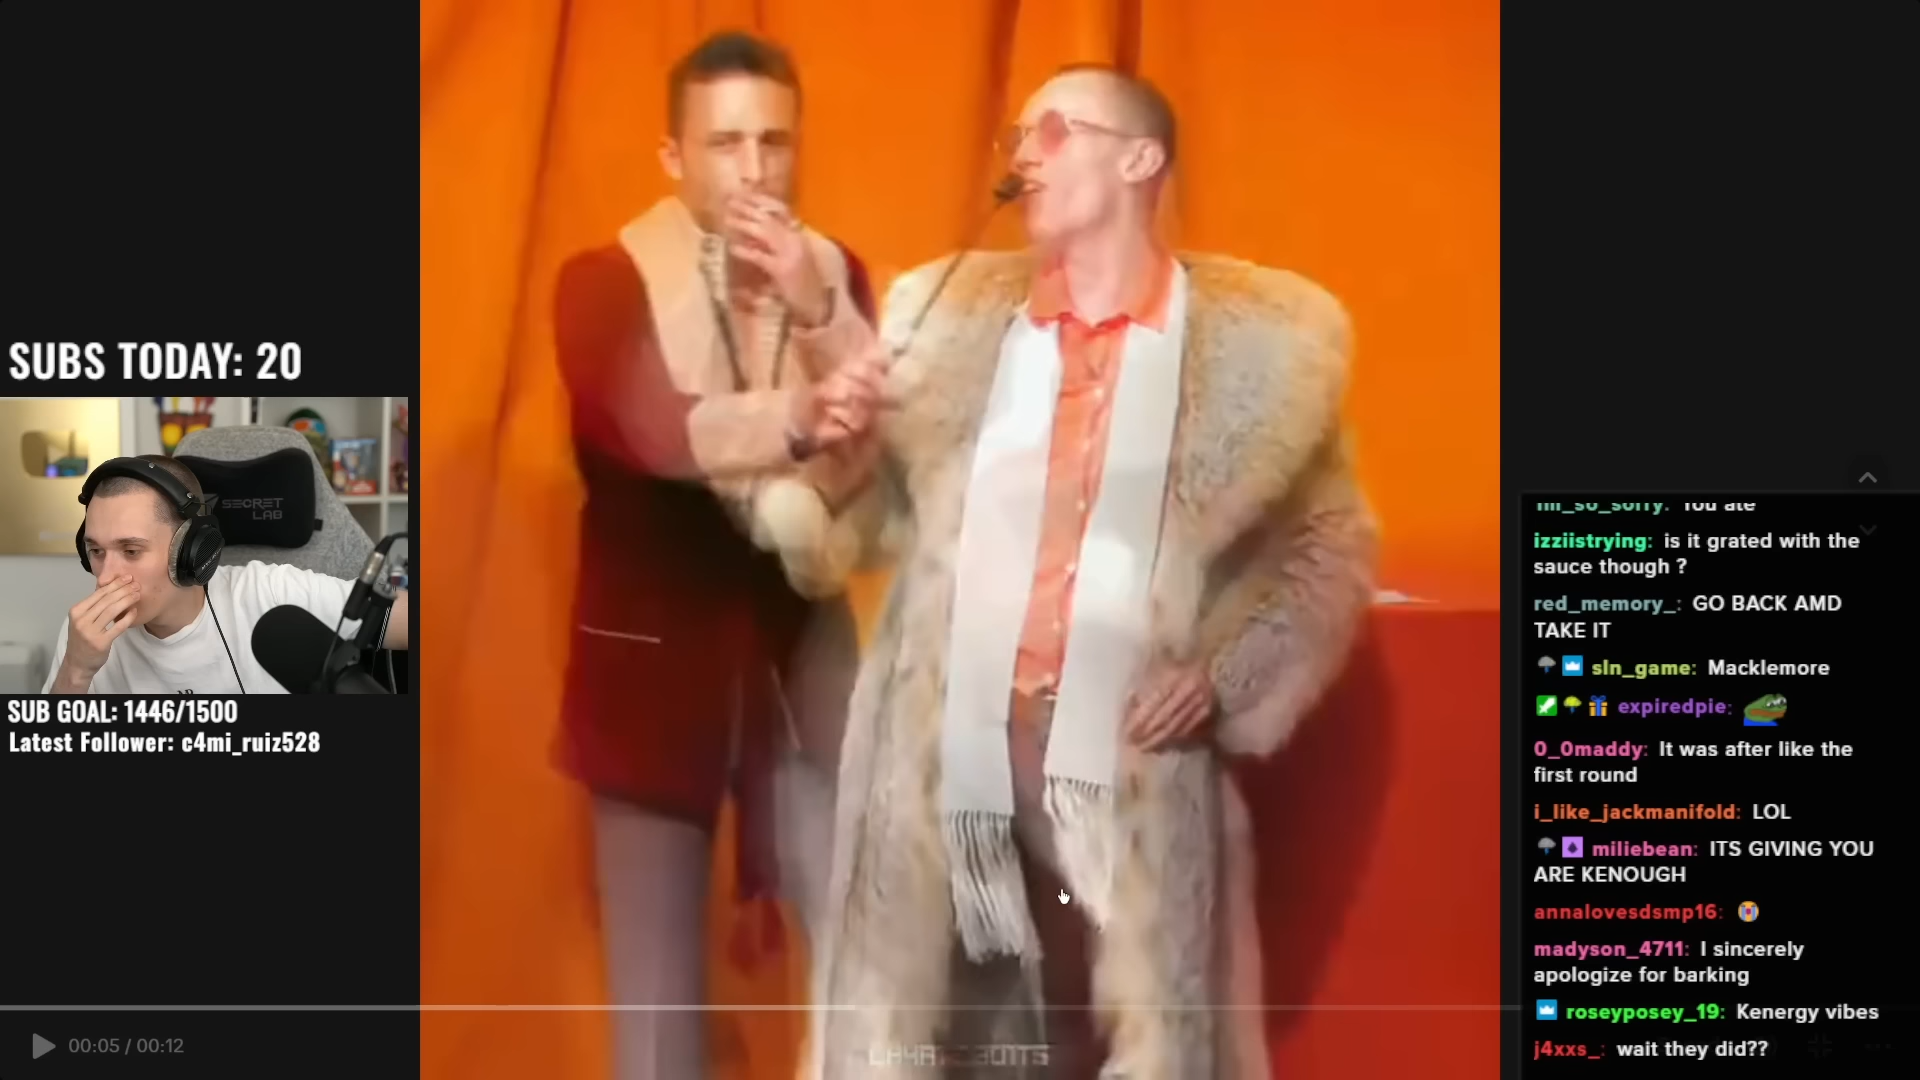 SUBS TODAY: 20
SECRET
LAB
SUB GOAL: 1446/1500
Latest Follower: c4mi_ruiz528
00:05 / 00:12
mi_so_sorry: You ate
izziistrying: is it grated with the
sauce though ?
red_memory_: GO BACK AMD
TAKE IT
sln_game: Macklemore
expiredpie:
0_0maddy: It was after like the
first round
i_like_jackmanifold: LOL
miliebean: ITS GIVING YOU
ARE KENOUGH
annalovesdsmp16:
madyson_4711: I sincerely
apologize for barking
roseyposey_19: Kenergy vibes
j4xxs_: wait they did??